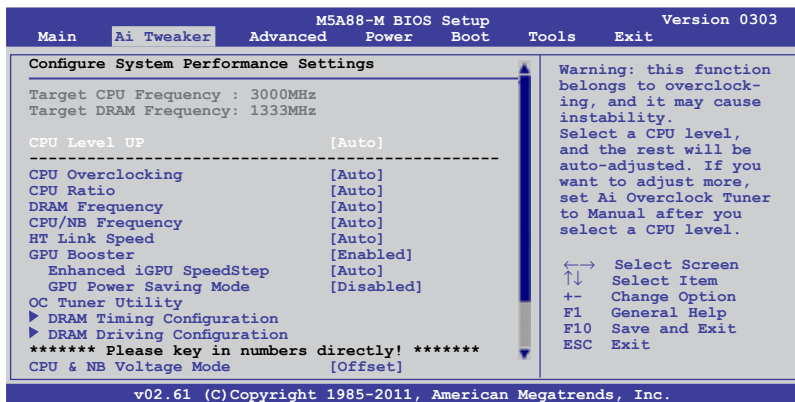 M5A88-M BIOS Setup Version 0303
Main Ai Tweaker Advanced Power Boot Tools Exit
Configure System Performance Settings
Target CPU Frequency : 3000MHz
Target DRAM Frequency: 1333MHz
CPU Level UP [Auto]
--------------------------------------------------
CPU Overclocking [Auto]
CPU Ratio [Auto]
DRAM Frequency [Auto]
CPU/NB Frequency [Auto]
HT Link Speed [Auto]
GPU Booster [Enabled]
Enhanced iGPU SpeedStep [Auto]
GPU Power Saving Mode [Disabled]
OC Tuner Utility
DRAM Timing Configuration
DRAM Driving Configuration
******* Please key in numbers directly! *******
CPU & NB Voltage Mode [Offset]
Warning: this function
belongs to overclock-
ing, and it may cause
instability.
Select a CPU level,
and the rest will be
auto-adjusted. If you
want to adjust more,
set Ai Overclock Tuner
to Manual after you
select a CPU level.
←→ Select Screen
↑↓ Select Item
+- Change Option
F1 General Help
F10 Save and Exit
ESC Exit
v02.61 (C)Copyright 1985-2011, American Megatrends, Inc.